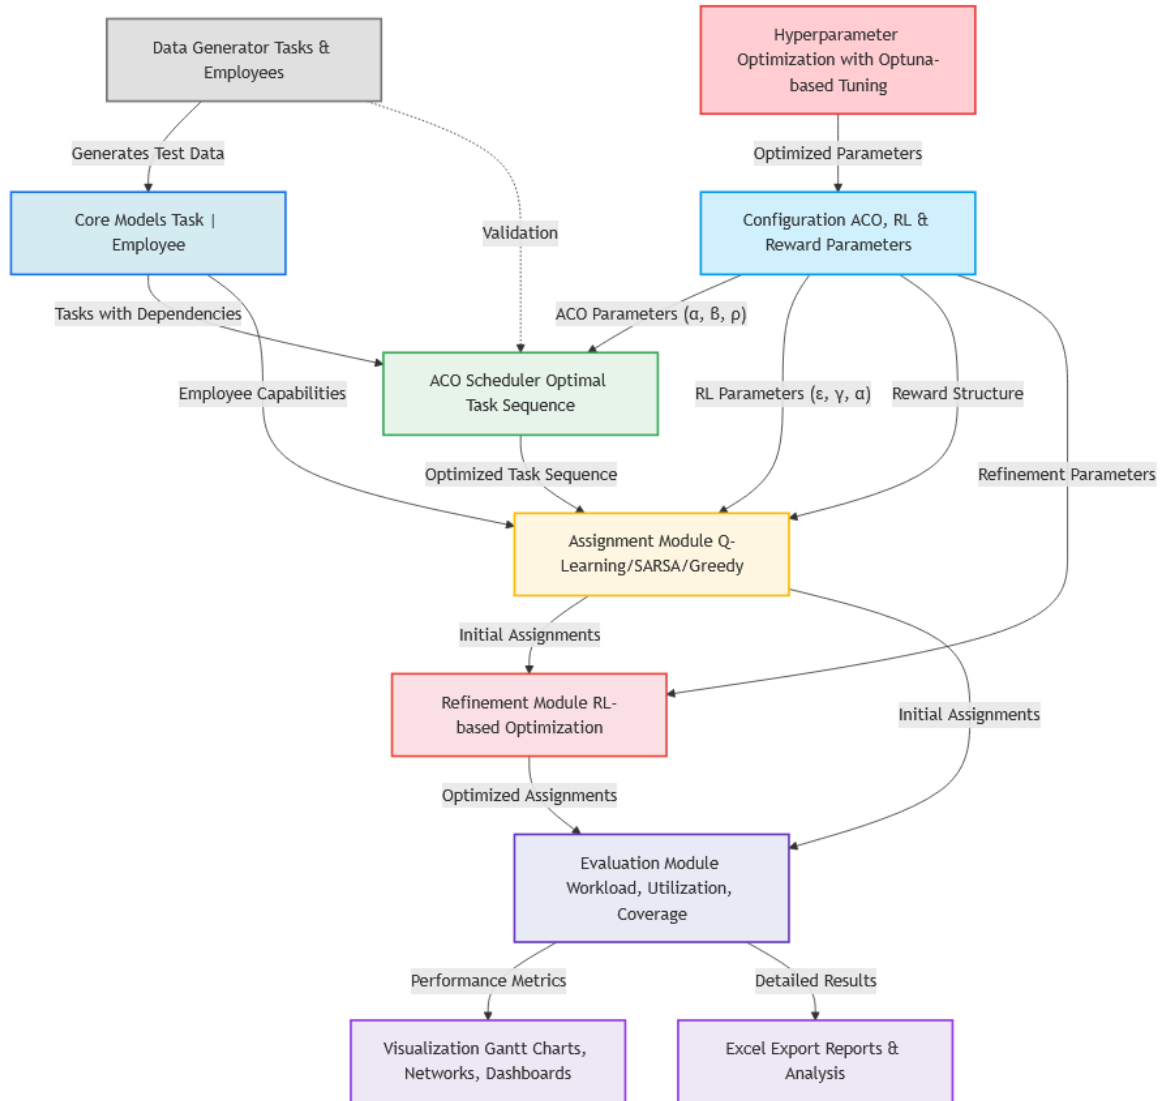 Data Generator Tasks &
Employees
Hyperparameter
Optimization with Optuna-
based Tuning
Generates Test Data
Optimized Parameters
Core Models Task |
Employee
Validation
Configuration ACO, RL &
Reward Parameters
Tasks with Dependencies
ACO Parameters (α, β, ρ)
Employee Capabilities
ACO Scheduler Optimal
Task Sequence
RL Parameters (ε, γ, α)
Reward Structure
Optimized Task Sequence
Refinement Parameters
Assignment Module Q-
Learning/SARSA/Greedy
Initial Assignments
Refinement Module RL-
based Optimization
Initial Assignments
Optimized Assignments
Evaluation Module
Workload, Utilization,
Coverage
Performance Metrics
Detailed Results
Visualization Gantt Charts,
Networks, Dashboards
Excel Export Reports &
Analysis